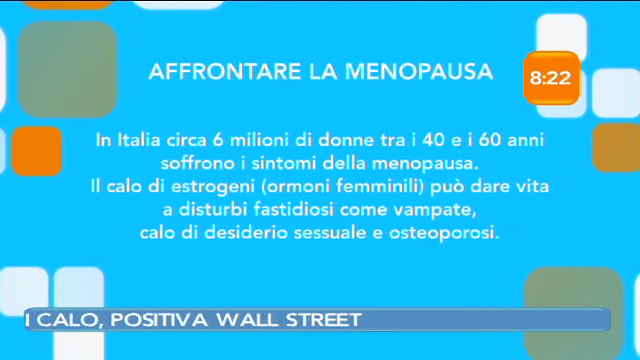 AFFRONTARE LA MENOPAUSA
8:22
In Italia circa 6 milioni di donne tra i 40 e i 60 anni
soffrono i sintomi della menopausa.
Il calo di estrogeni (ormoni femminili) può dare vita
a disturbi fastidiosi come vampate,
calo di desiderio sessuale e osteoporosi.
I CALO, POSITIVA WALL STREET